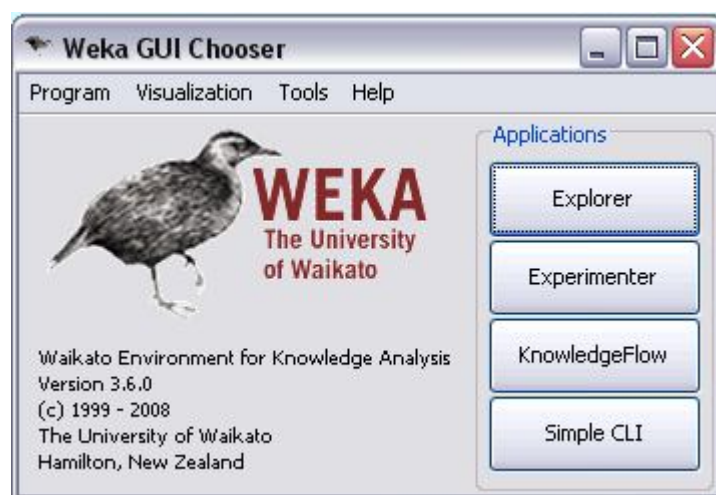 Weka GUI Chooser
Program Visualization Tools Help
WEKA
The University
of Waikato
Waikato Environment for Knowledge Analysis
Version 3.6.0
(c) 1999 - 2008
The University of Waikato
Hamilton, New Zealand
Applications
Explorer
Experimenter
KnowledgeFlow
Simple CLI